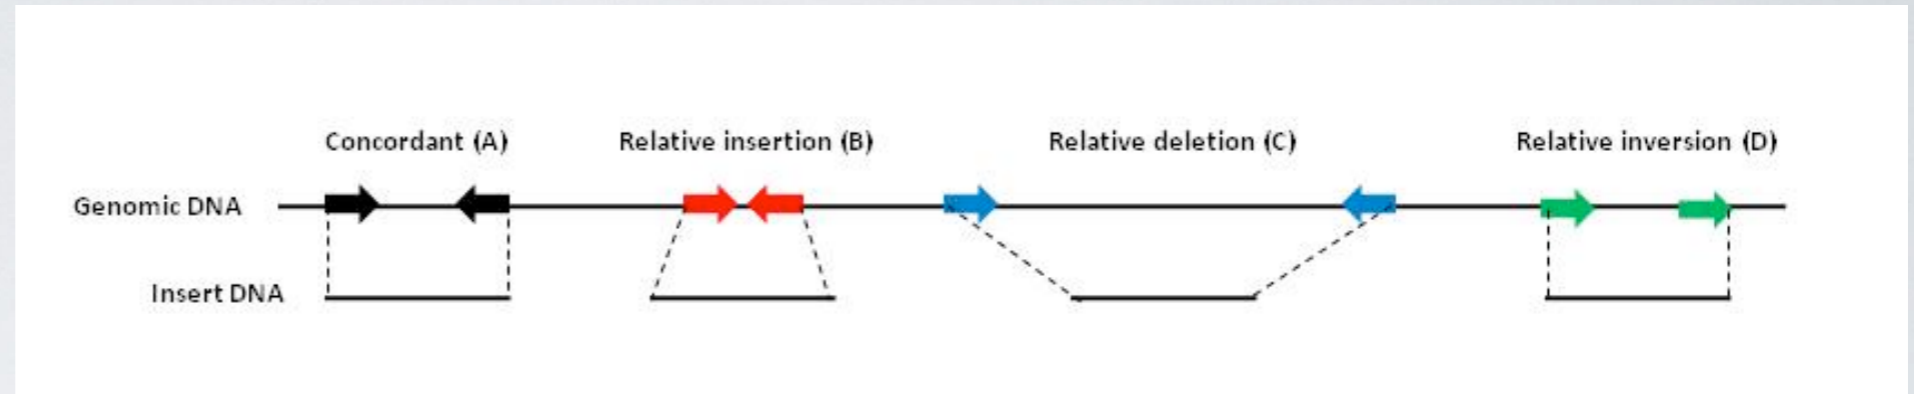 Concordant (A)
Relative insertion (B)
Relative deletion (C)
Relative inversion (D)
Genomic DNA
Insert DNA